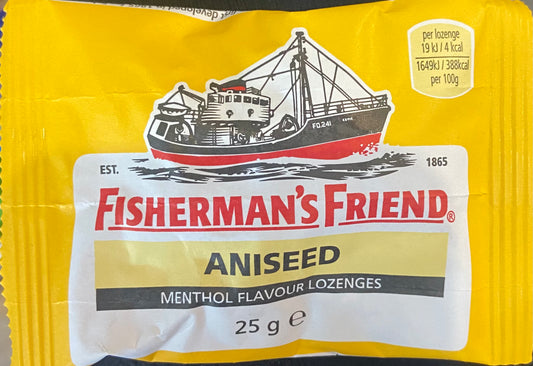 per lozenge
19 kJ / 4 kcal
1649kJ / 388kcal
per 100g
FD.241
EST.
1865
FISHERMAN'S FRIEND®
ANISEED
MENTHOL FLAVOUR LOZENGES
25 g ℮